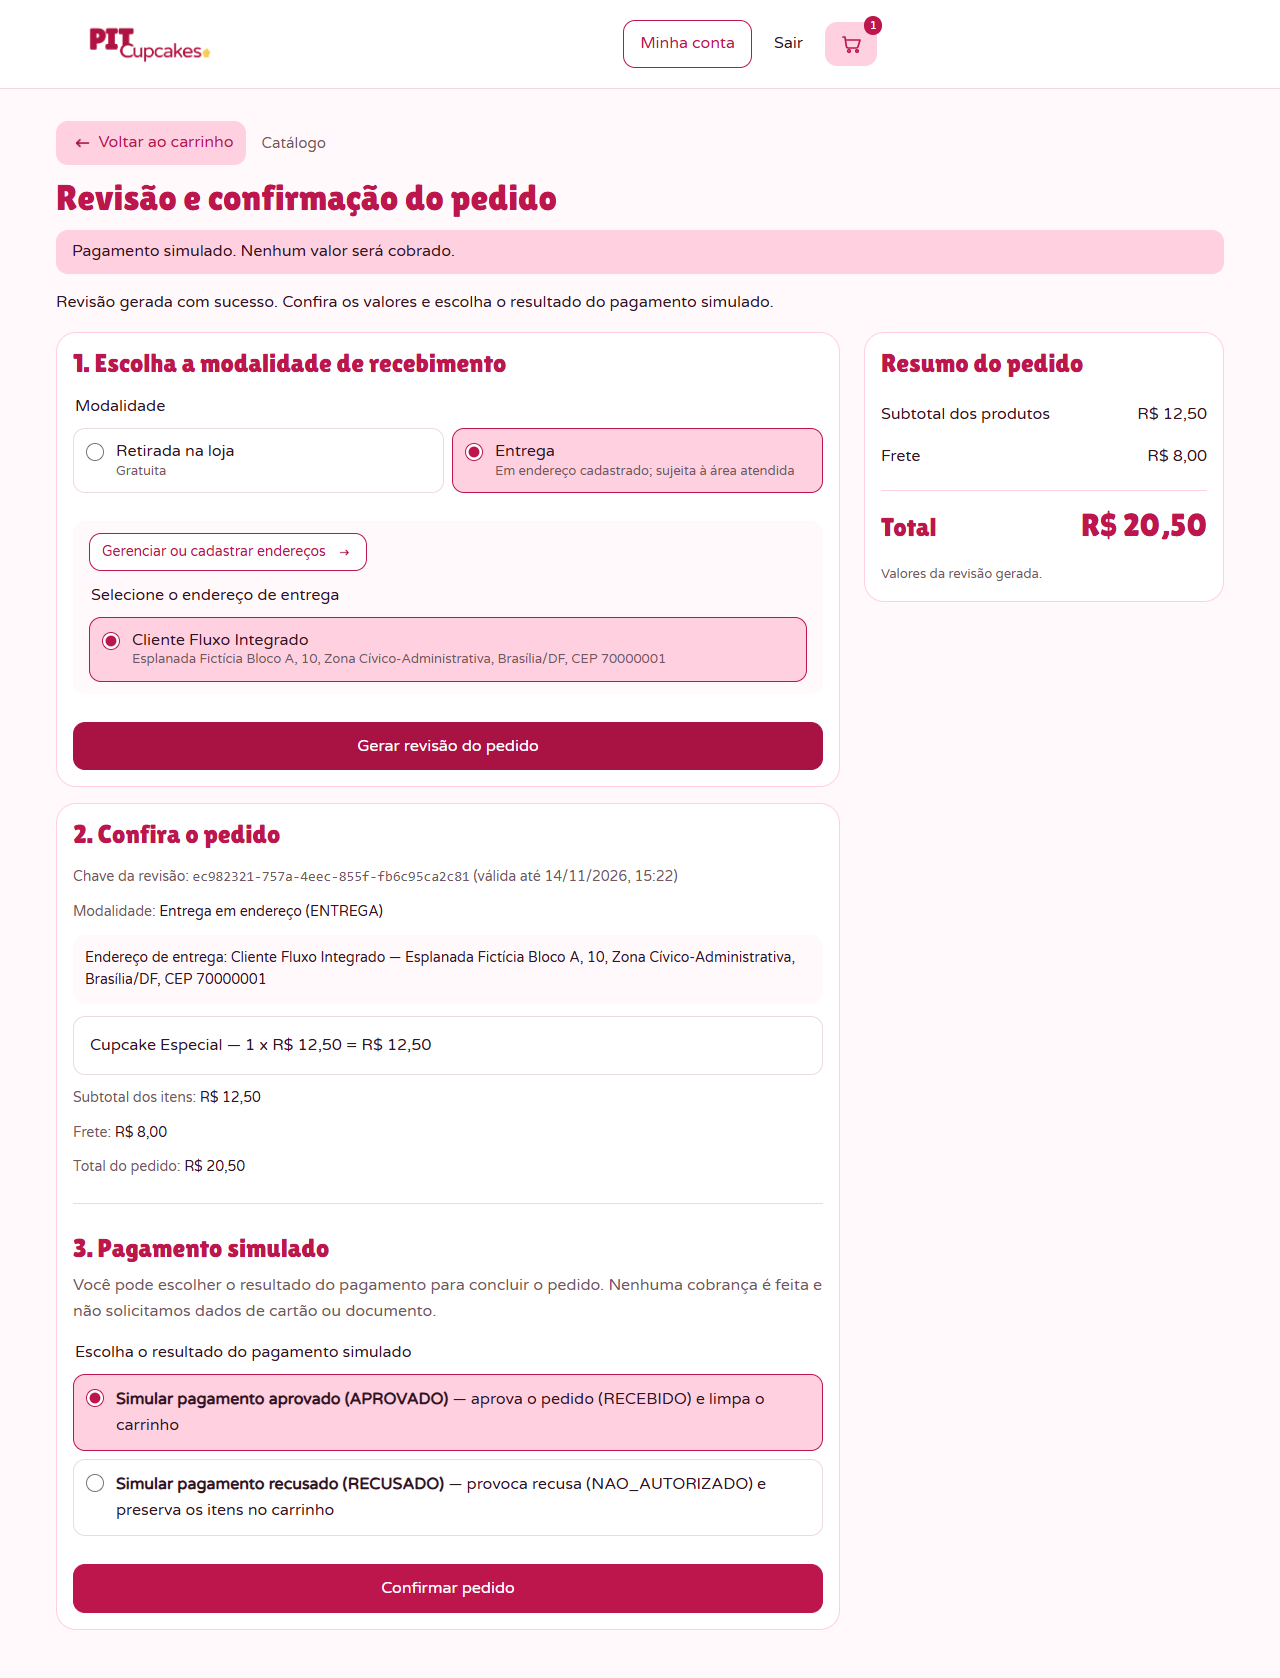 PIT Cupcakes
Minha conta
Sair
1
← Voltar ao carrinho
Catálogo
Revisão e confirmação do pedido
Pagamento simulado. Nenhum valor será cobrado.
Revisão gerada com sucesso. Confira os valores e escolha o resultado do pagamento simulado.
1. Escolha a modalidade de recebimento
Modalidade
Retirada na loja
Gratuita
Entrega
Em endereço cadastrado; sujeita à área atendida
Gerenciar ou cadastrar endereços →
Selecione o endereço de entrega
Cliente Fluxo Integrado
Esplanada Fictícia Bloco A, 10, Zona Cívico-Administrativa, Brasília/DF, CEP 70000001
Gerar revisão do pedido
Resumo do pedido
Subtotal dos produtos R$ 12,50
Frete R$ 8,00
Total R$ 20,50
Valores da revisão gerada.
2. Confira o pedido
Chave da revisão: ec982321-757a-4eec-855f-fb6c95ca2c81 (válida até 14/11/2026, 15:22)
Modalidade: Entrega em endereço (ENTREGA)
Endereço de entrega: Cliente Fluxo Integrado — Esplanada Fictícia Bloco A, 10, Zona Cívico-Administrativa,
Brasília/DF, CEP 70000001
Cupcake Especial — 1 x R$ 12,50 = R$ 12,50
Subtotal dos itens: R$ 12,50
Frete: R$ 8,00
Total do pedido: R$ 20,50
3. Pagamento simulado
Você pode escolher o resultado do pagamento para concluir o pedido. Nenhuma cobrança é feita e
não solicitamos dados de cartão ou documento.
Escolha o resultado do pagamento simulado
Simular pagamento aprovado (APROVADO) — aprova o pedido (RECEBIDO) e limpa o
carrinho
Simular pagamento recusado (RECUSADO) — provoca recusa (NAO_AUTORIZADO) e
preserva os itens no carrinho
Confirmar pedido